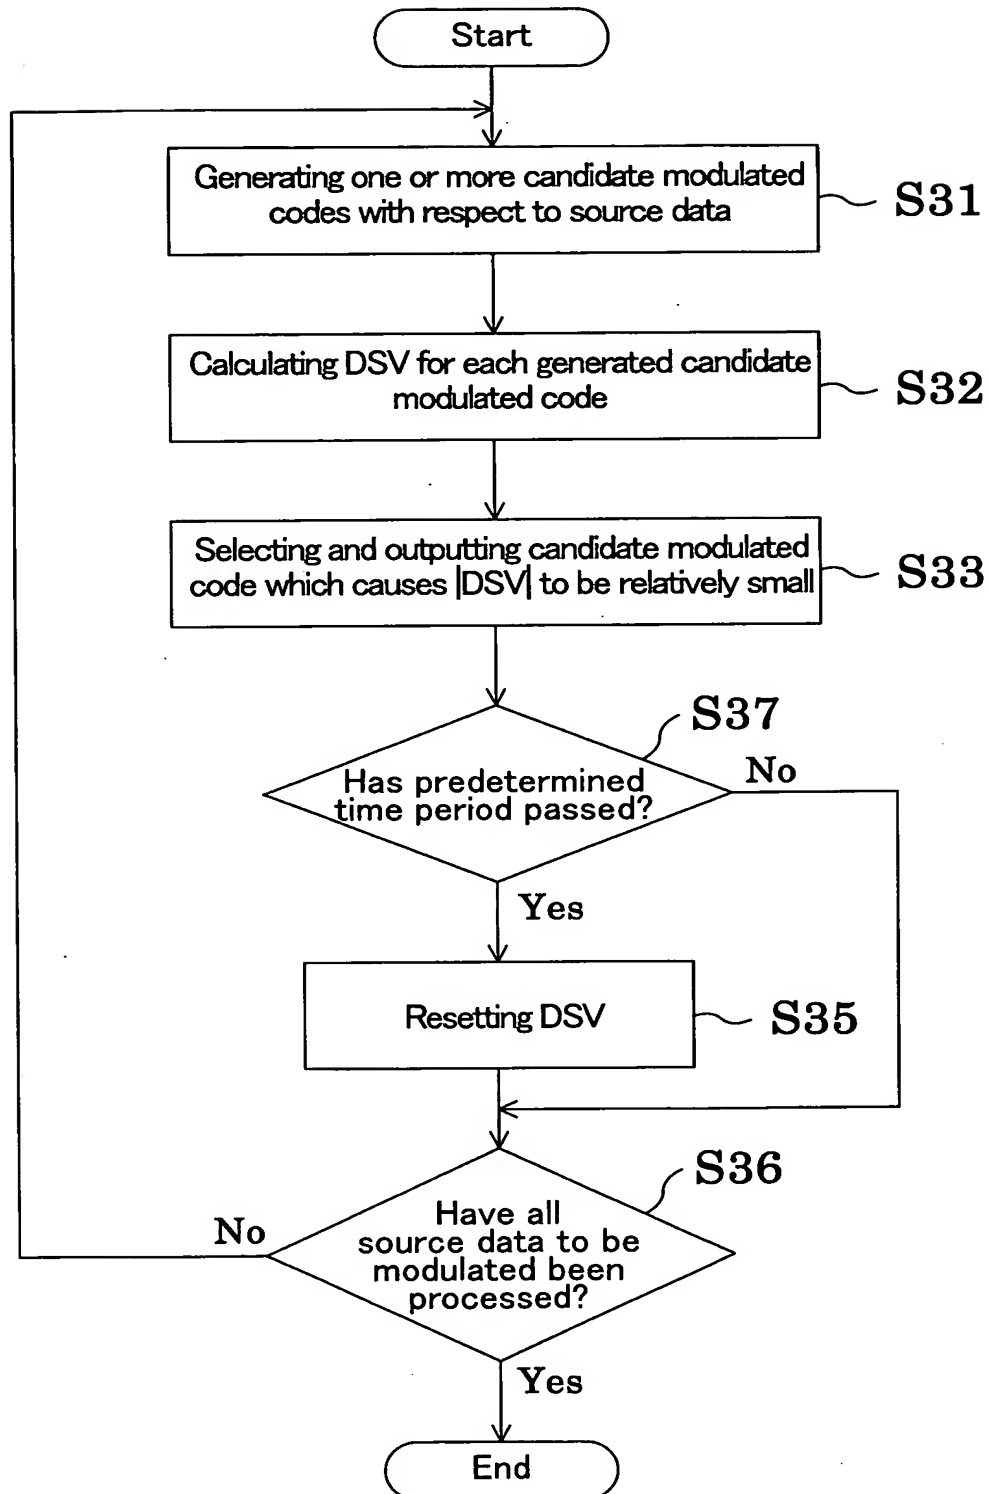 Start
Generating one or more candidate modulated
codes with respect to source data
S31
Calculating DSV for each generated candidate
modulated code
S32
Selecting and outputting candidate modulated
code which causes |DSV| to be relatively small
S33
S37
Has predetermined
time period passed?
No
Yes
Resetting DSV
S35
S36
Have all
source data to be
modulated been
processed?
No
Yes
End